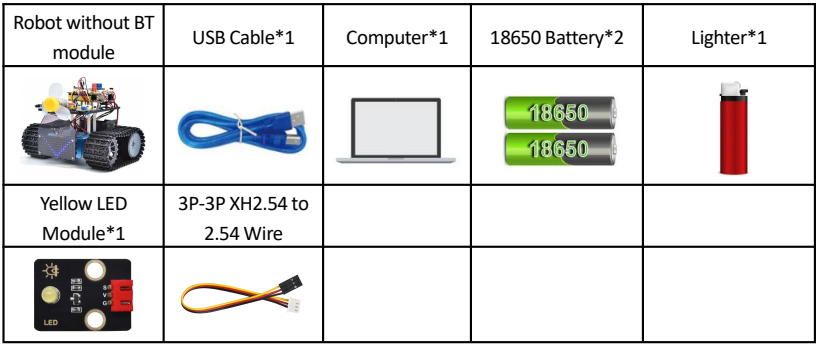 Robot without BT
module
USB Cable*1
Computer*1
18650 Battery*2
Lighter*1
18650
18650
Yellow LED
Module*1
3P-3P XH2.54 to
2.54 Wire
S
V
G
LED